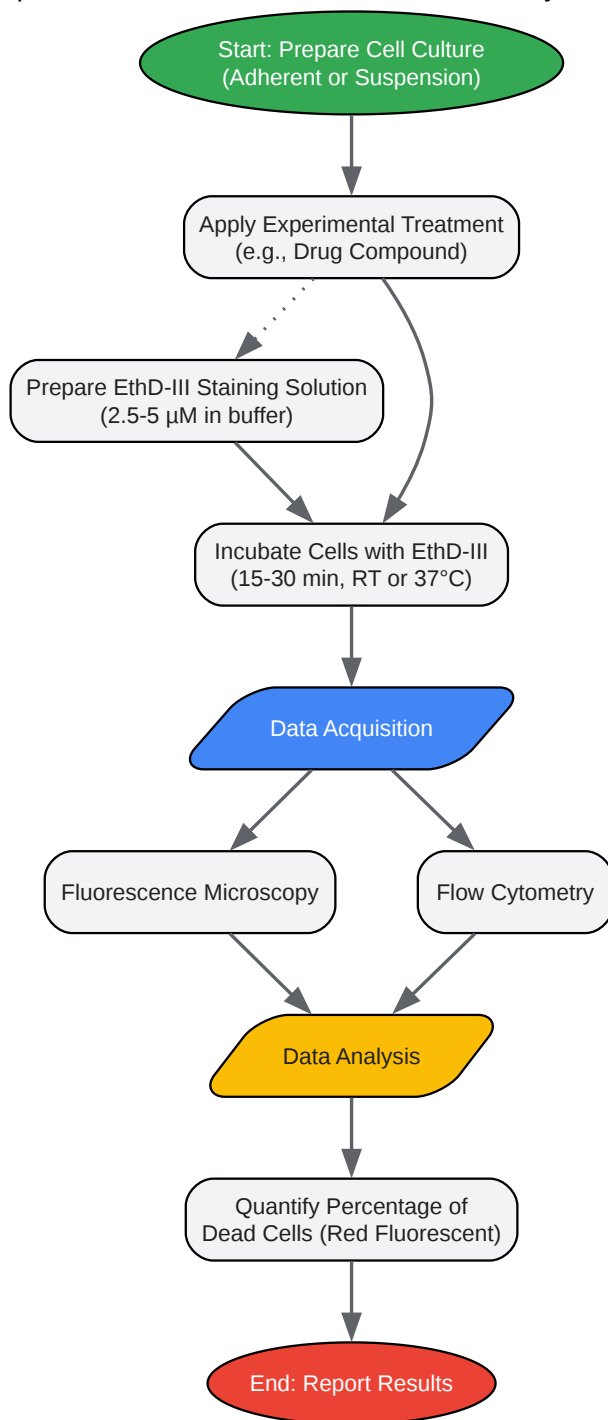 Start: Prepare Cell Culture
(Adherent or Suspension)
Apply Experimental Treatment
(e.g., Drug Compound)
Prepare EthD-III Staining Solution
(2.5-5 µM in buffer)
Incubate Cells with EthD-III
(15-30 min, RT or 37°C)
Data Acquisition
Fluorescence Microscopy
Flow Cytometry
Data Analysis
Quantify Percentage of
Dead Cells (Red Fluorescent)
End: Report Results